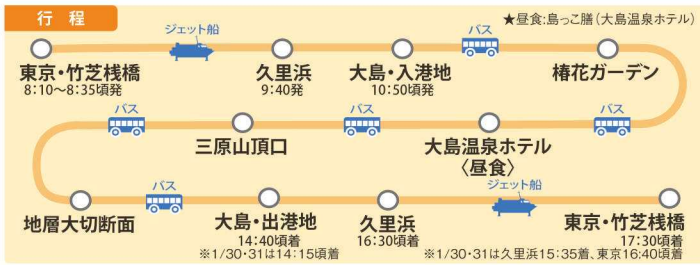 行程
★昼食:島っこ膳(大島温泉ホテル)
ジェット船
バス
東京・竹芝桟橋
8:10～8:35頃発
久里浜
9:40発
大島・入港地
10:50頃発
椿花ガーデン
バス
バス
バス
三原山頂口
大島温泉ホテル
〈昼食〉
バス
ジェット船
地層大切断面
大島・出港地
14:40頃着
※1/30・31は14:15頃着
久里浜
16:30頃着
東京・竹芝桟橋
17:30頃着
※1/30・31は久里浜15:35着、東京16:40頃着